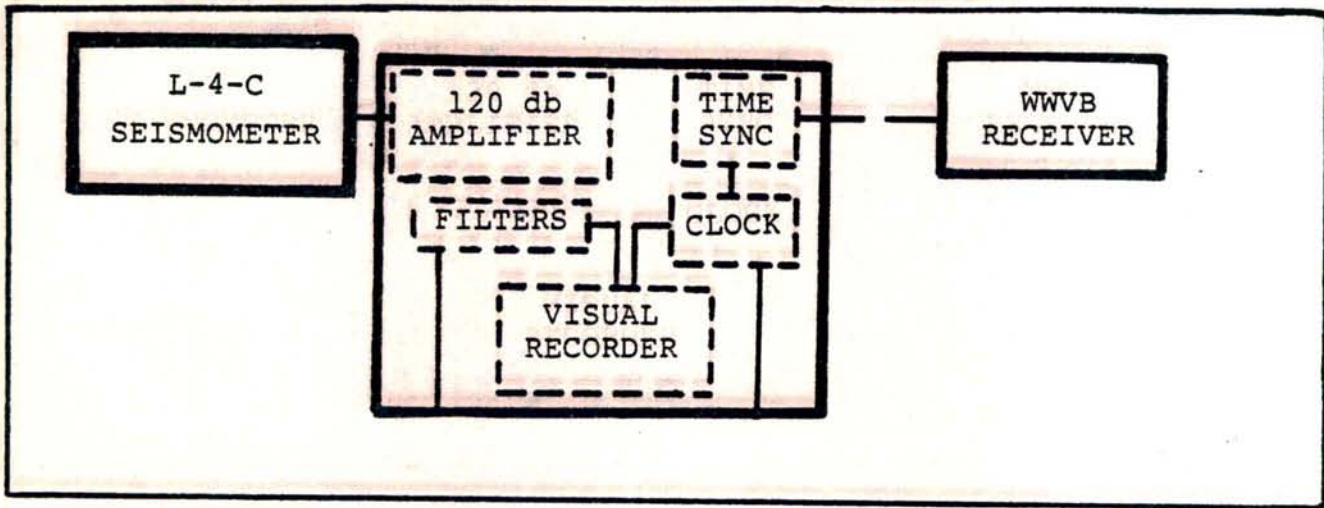 L-4-C
SEISMOMETER
120 db
AMPLIFIER
TIME
SYNC
WWVB
RECEIVER
FILTERS
CLOCK
VISUAL
RECORDER